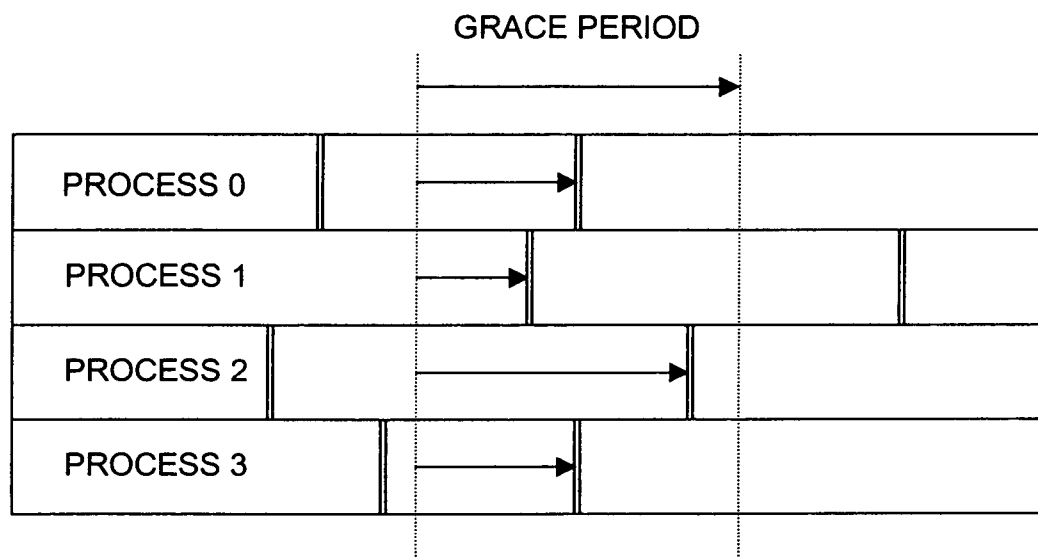 GRACE PERIOD
PROCESS 0
PROCESS 1
PROCESS 2
PROCESS 3